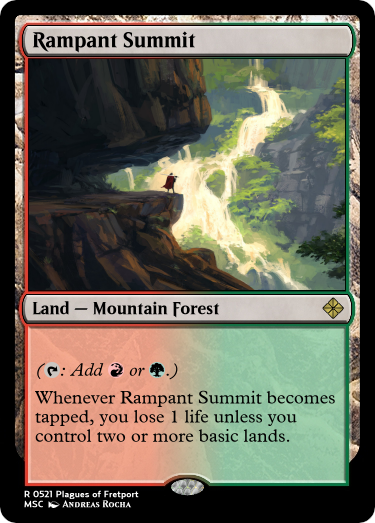 Rampant Summit
Land — Mountain Forest
(: Add or .)
Whenever Rampant Summit becomes
tapped, you lose 1 life unless you
control two or more basic lands.
R 0521 Plagues of Fretport
MSC Andreas Rocha